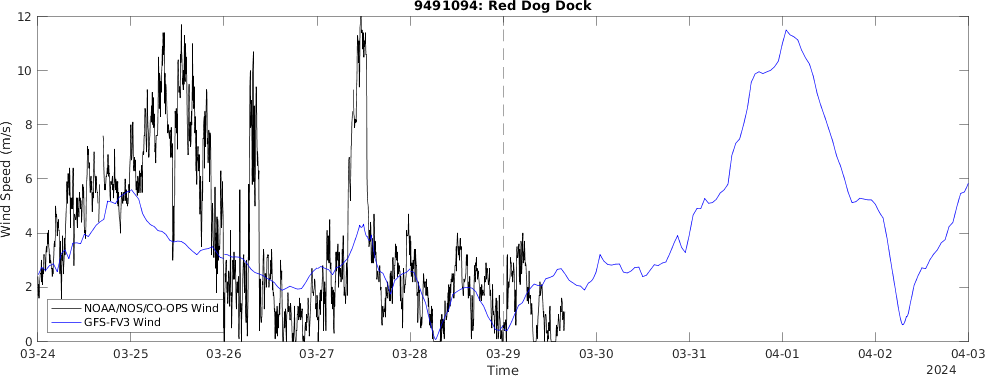 9491094: Red Dog Dock
Wind Speed (m/s)
12
10
8
6
4
2
0
NOAA/NOS/CO-OPS Wind
GFS-FV3 Wind
03-24 03-25 03-26 03-27 03-28 03-29 03-30 03-31 04-01 04-02 04-03
Time
2024